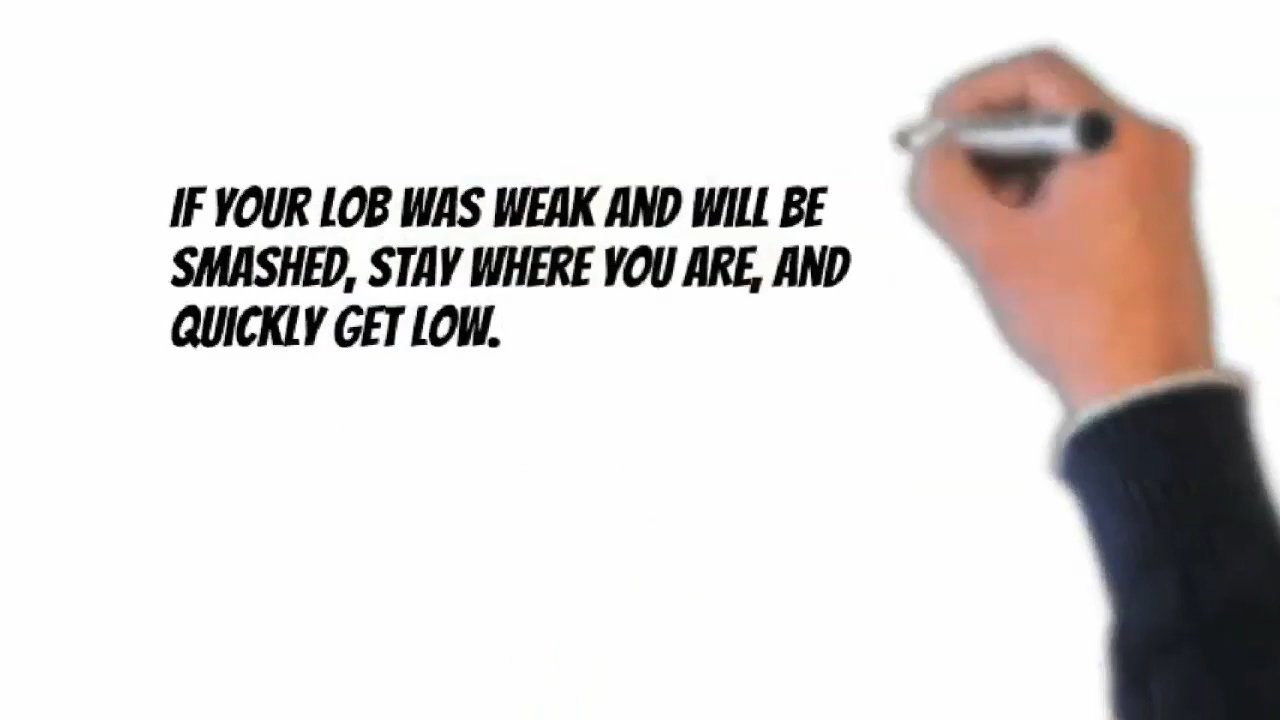 IF YOUR LOB WAS WEAK AND WILL BE
SMASHED, STAY WHERE YOU ARE, AND
QUICKLY GET LOW.